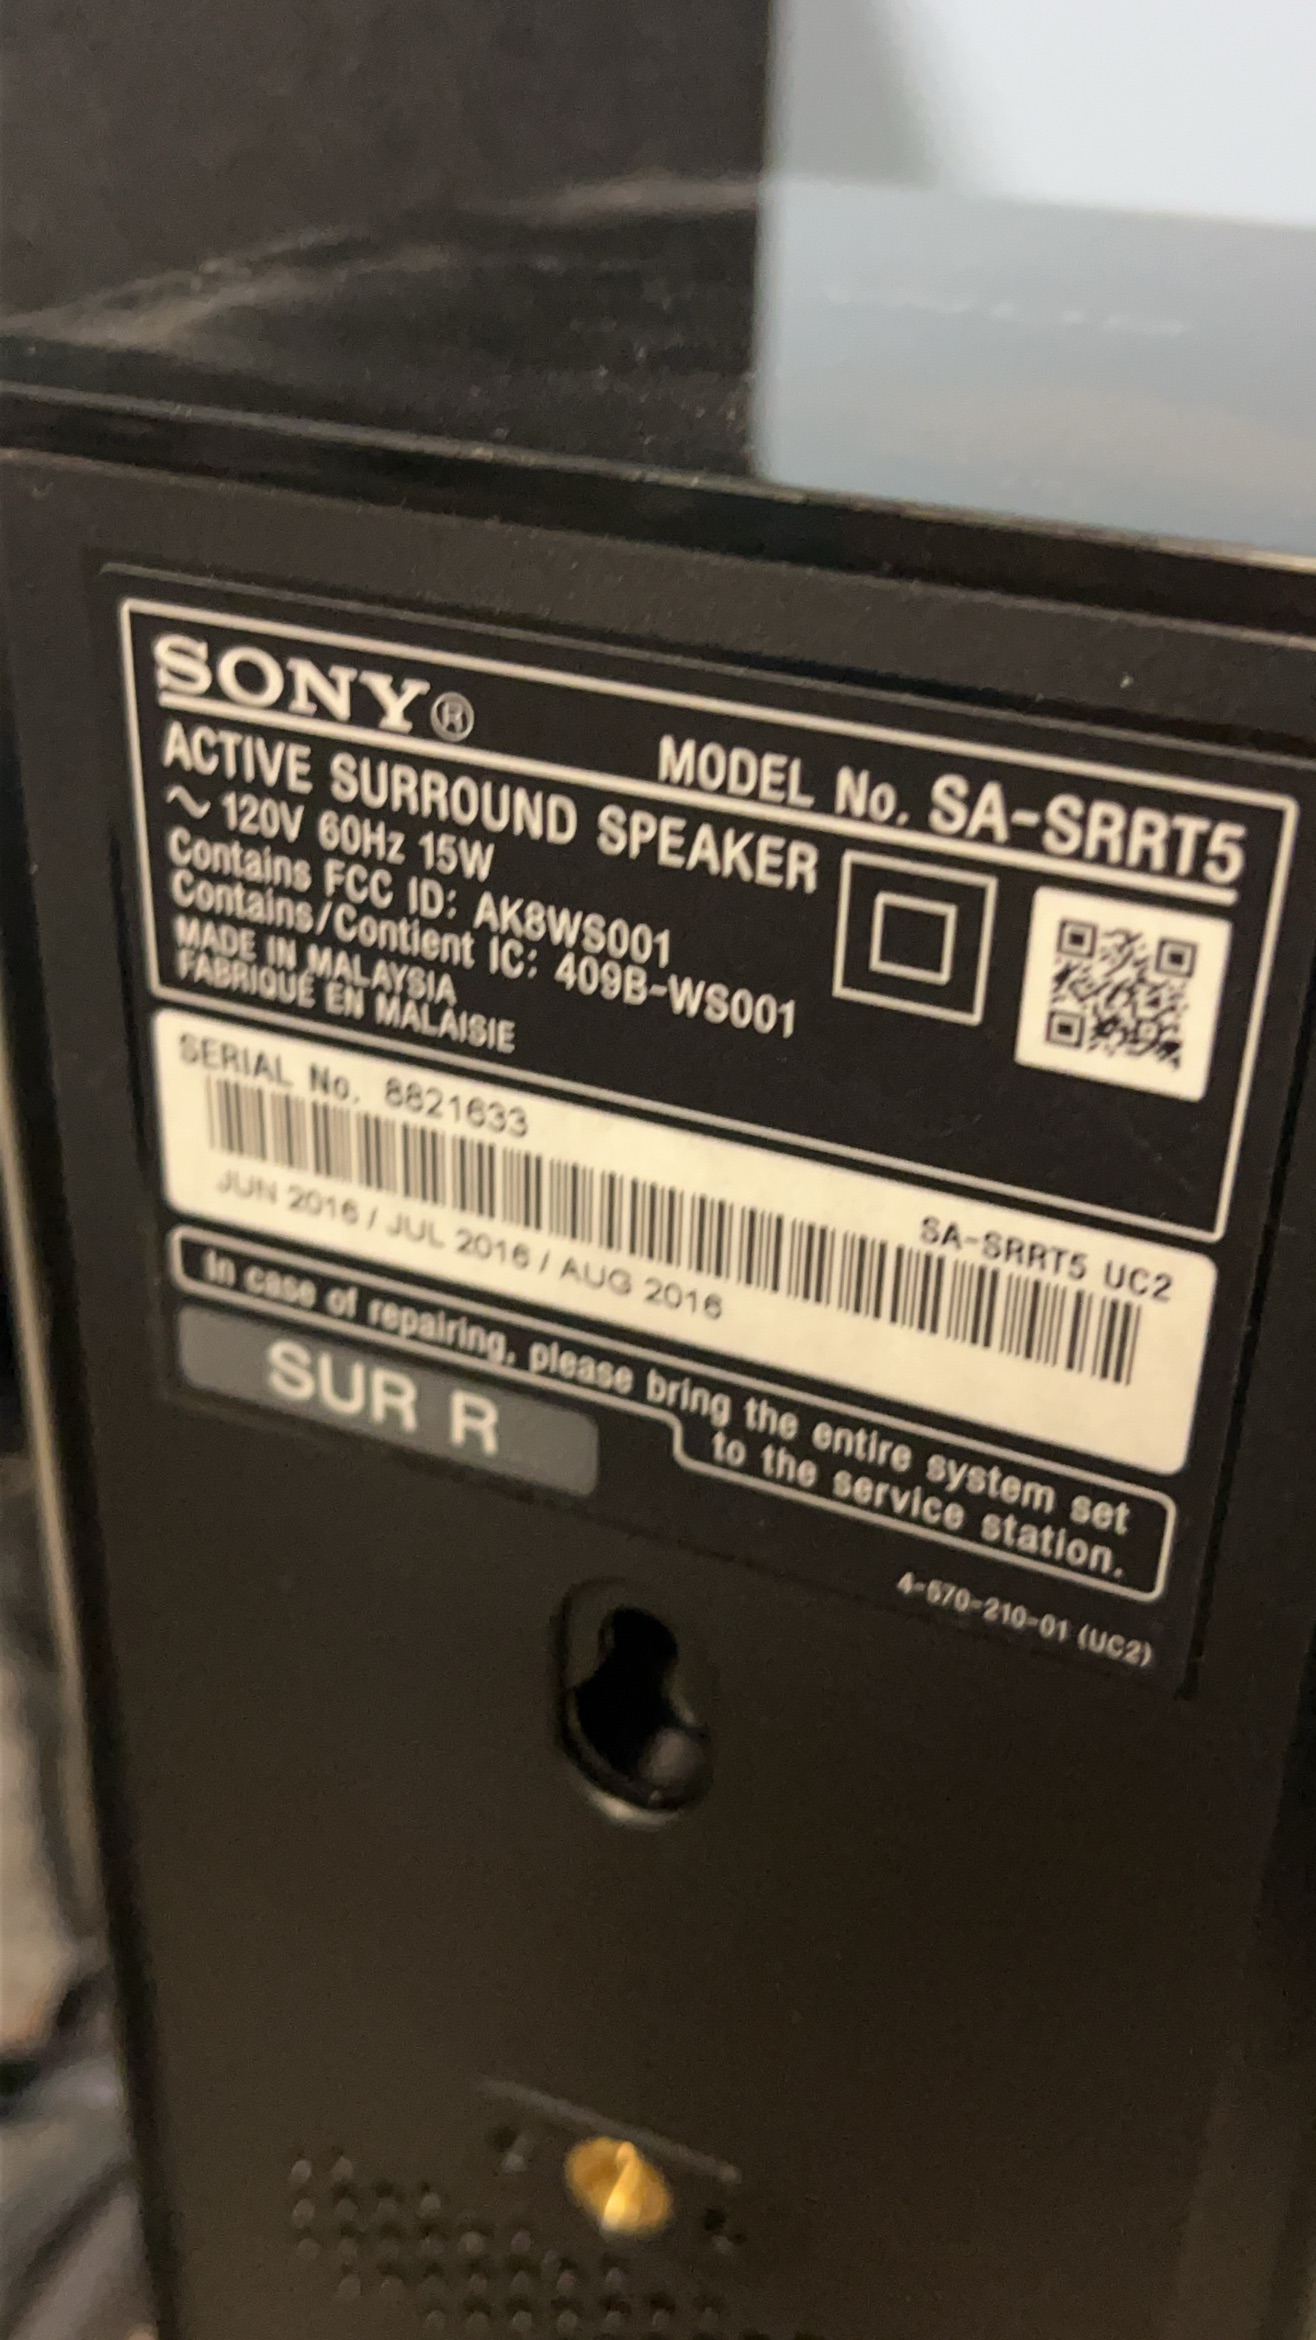 SONY®
MODEL No. SA-SRRT5
ACTIVE SURROUND SPEAKER
~ 120V 60Hz 15W
Contains FCC ID: AK8WS001
Contains/Contient IC: 409B-WS001
MADE IN MALAYSIA
FABRIQUÉ EN MALAISIE
SERIAL No. 8821633
SA-SRRT5 UC2
JUN 2016 / JUL 2016 / AUG 2016
In case of repairing, please bring the entire system set
to the service station.
SUR R
4-570-210-01 (UC2)